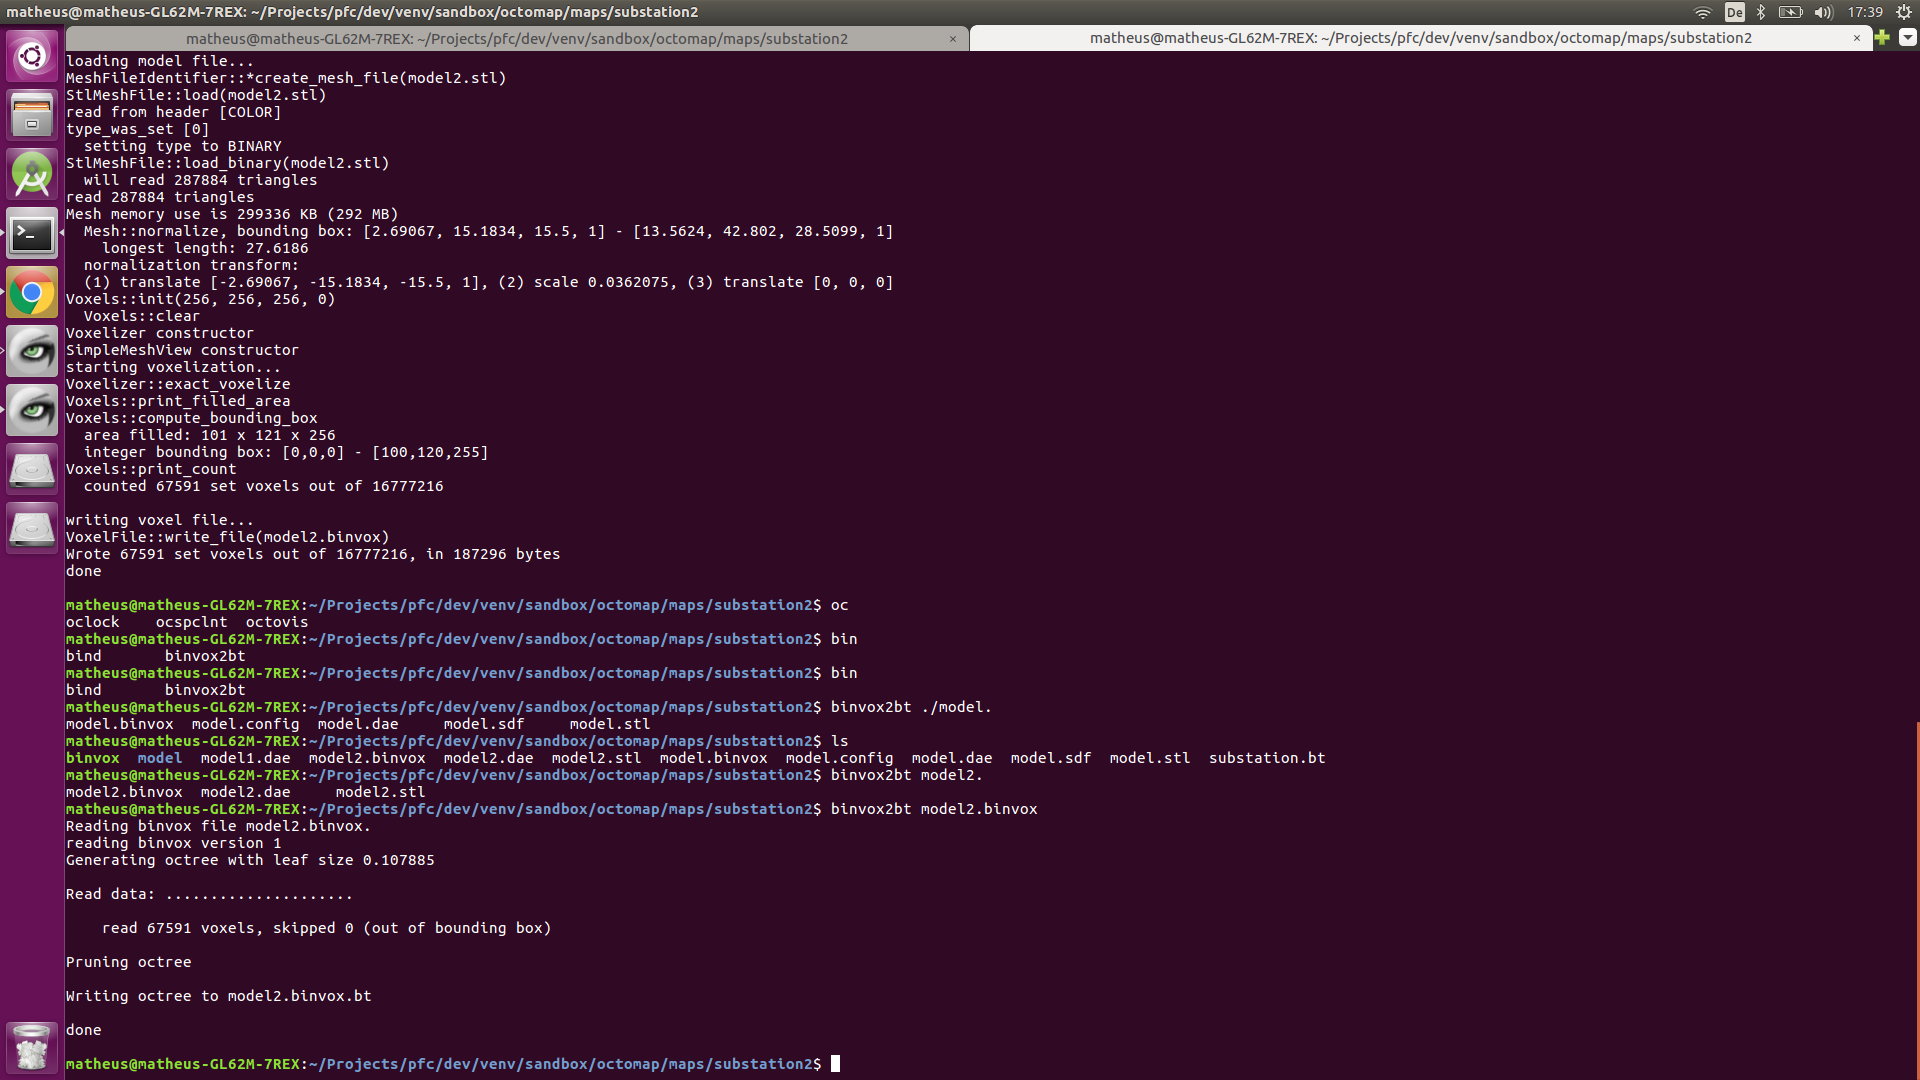 matheus@matheus-GL62M-7REX: ~/Projects/pfc/dev/venv/sandbox/octomap/maps/substation2
De
17:39
matheus@matheus-GL62M-7REX: ~/Projects/pfc/dev/venv/sandbox/octomap/maps/substation2 ×
matheus@matheus-GL62M-7REX: ~/Projects/pfc/dev/venv/sandbox/octomap/maps/substation2 ×
loading model file...
MeshFileIdentifier::*create_mesh_file(model2.stl)
StlMeshFile::load(model2.stl)
read from header [COLOR]
type_was_set [0]
  setting type to BINARY
StlMeshFile::load_binary(model2.stl)
  will read 287884 triangles
read 287884 triangles
Mesh memory use is 299336 KB (292 MB)
  Mesh::normalize, bounding box: [2.69067, 15.1834, 15.5, 1] - [13.5624, 42.802, 28.5099, 1]
    longest length: 27.6186
  normalization transform:
  (1) translate [-2.69067, -15.1834, -15.5, 1], (2) scale 0.0362075, (3) translate [0, 0, 0]
Voxels::init(256, 256, 256, 0)
  Voxels::clear
Voxelizer constructor
SimpleMeshView constructor
starting voxelization...
Voxelizer::exact_voxelize
Voxels::print_filled_area
Voxels::compute_bounding_box
  area filled: 101 x 121 x 256
  integer bounding box: [0,0,0] - [100,120,255]
Voxels::print_count
  counted 67591 set voxels out of 16777216
writing voxel file...
VoxelFile::write_file(model2.binvox)
Wrote 67591 set voxels out of 16777216, in 187296 bytes
done
matheus@matheus-GL62M-7REX:~/Projects/pfc/dev/venv/sandbox/octomap/maps/substation2$ oc
oclock    ocspclnt  octovis
matheus@matheus-GL62M-7REX:~/Projects/pfc/dev/venv/sandbox/octomap/maps/substation2$ bin
bind       binvox2bt
matheus@matheus-GL62M-7REX:~/Projects/pfc/dev/venv/sandbox/octomap/maps/substation2$ bin
bind       binvox2bt
matheus@matheus-GL62M-7REX:~/Projects/pfc/dev/venv/sandbox/octomap/maps/substation2$ binvox2bt ./model.
model.binvox  model.config  model.dae     model.sdf     model.stl
matheus@matheus-GL62M-7REX:~/Projects/pfc/dev/venv/sandbox/octomap/maps/substation2$ ls
binvox  model  model1.dae  model2.binvox  model2.dae  model2.stl  model.binvox  model.config  model.dae  model.sdf  model.stl  substation.bt
matheus@matheus-GL62M-7REX:~/Projects/pfc/dev/venv/sandbox/octomap/maps/substation2$ binvox2bt model2.
model2.binvox  model2.dae     model2.stl
matheus@matheus-GL62M-7REX:~/Projects/pfc/dev/venv/sandbox/octomap/maps/substation2$ binvox2bt model2.binvox
Reading binvox file model2.binvox.
reading binvox version 1
Generating octree with leaf size 0.107885
Read data: .....................
    read 67591 voxels, skipped 0 (out of bounding box)
Pruning octree
Writing octree to model2.binvox.bt
done
matheus@matheus-GL62M-7REX:~/Projects/pfc/dev/venv/sandbox/octomap/maps/substation2$